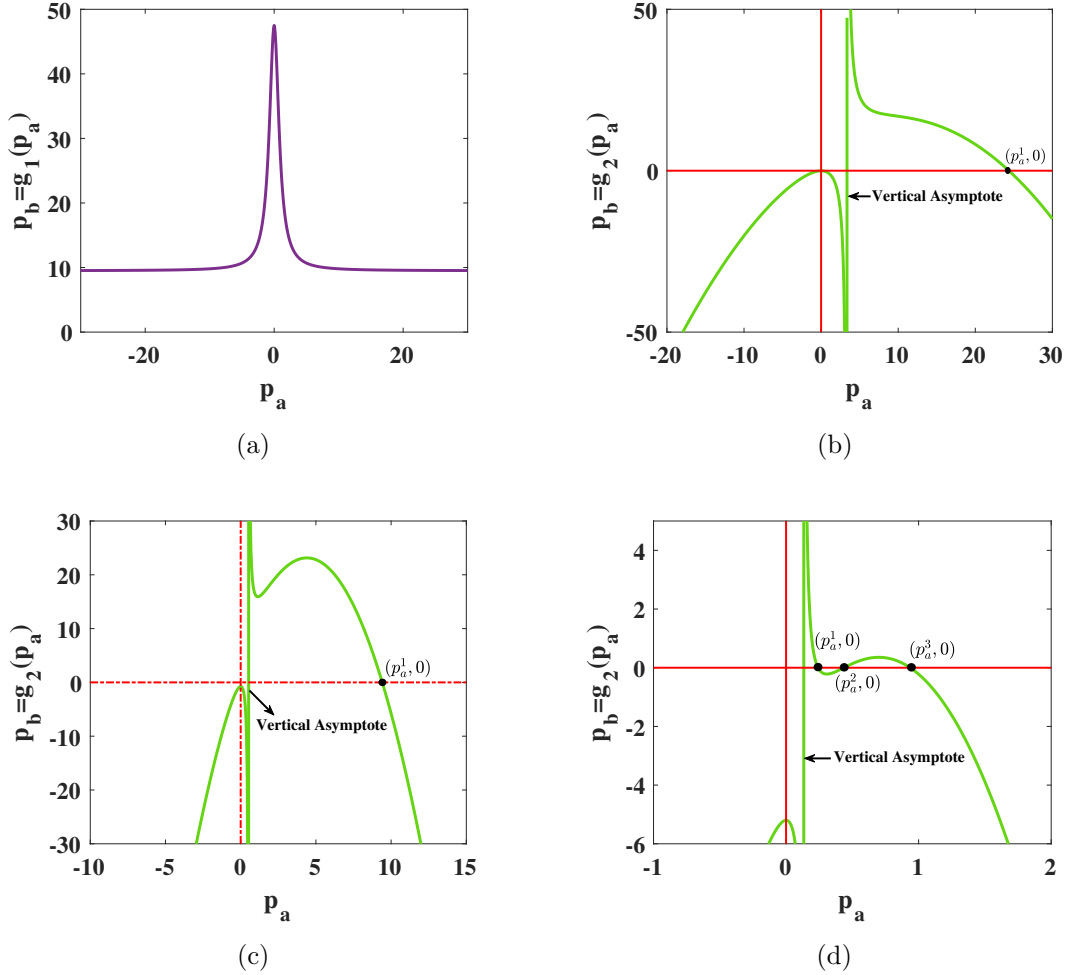 50
40
30
20
10
0
p_b=g_1(p_a)
-20
0
20
p_a
(a)
50
0
-50
p_b=g_2(p_a)
(p_a^1, 0)
Vertical Asymptote
-20
-10
0
10
20
30
p_a
(b)
30
20
10
0
-10
-20
-30
p_b=g_2(p_a)
(p_a^1, 0)
Vertical Asymptote
-10
-5
0
5
10
15
p_a
(c)
4
2
0
-2
-4
-6
p_b=g_2(p_a)
(p_a^1, 0)
(p_a^3, 0)
(p_a^2, 0)
Vertical Asymptote
-1
0
1
2
p_a
(d)